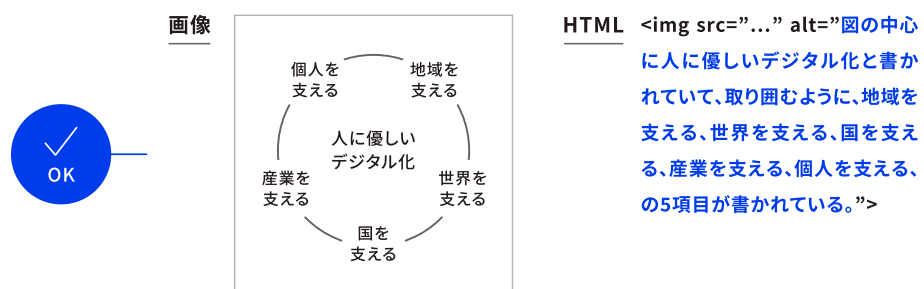 OK
画像
個人を
支える
地域を
支える
人に優しい
デジタル化
産業を
支える
世界を
支える
国を
支える
HTML
<img src=”…” alt=”図の中心
に人に優しいデジタル化と書か
れていて、取り囲むように、地域を
支える、世界を支える、国を支え
る、産業を支える、個人を支える、
の5項目が書かれている。”>